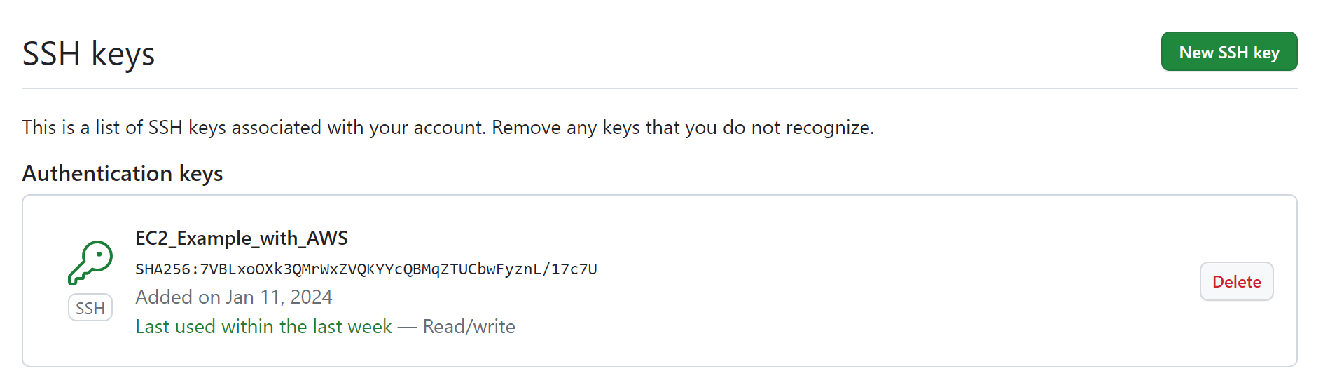 SSH keys
New SSH key
This is a list of SSH keys associated with your account. Remove any keys that you do not recognize.
Authentication keys
EC2_Example_with_AWS
SHA256:7VBLxoOXk3QMrWxZVQKYYcQBMqZTUCbwFyznL/17c7U
Added on Jan 11, 2024
Last used within the last week — Read/write
SSH
Delete